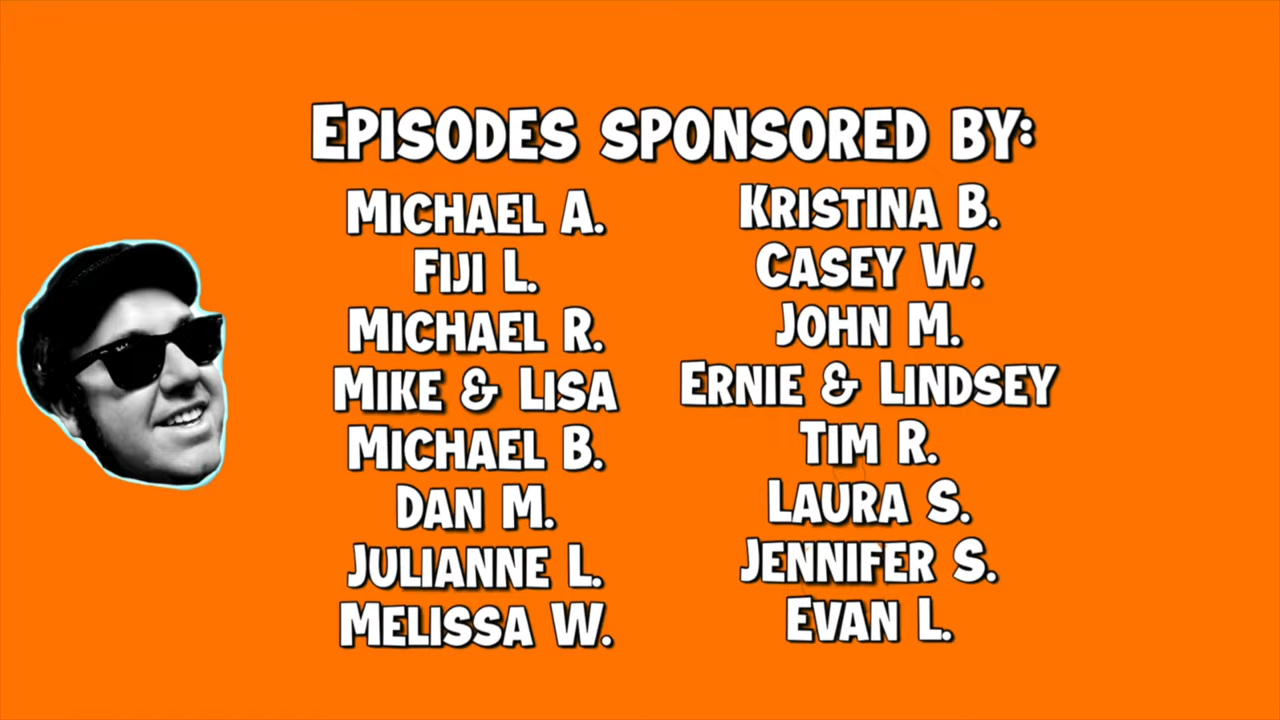 Episodes sponsored by:
Michael A.
Fiji L.
Michael R.
Mike & Lisa
Michael B.
Dan M.
Julianne L.
Melissa W.
Kristina B.
Casey W.
John M.
Ernie & Lindsey
Tim R.
Laura S.
Jennifer S.
Evan L.